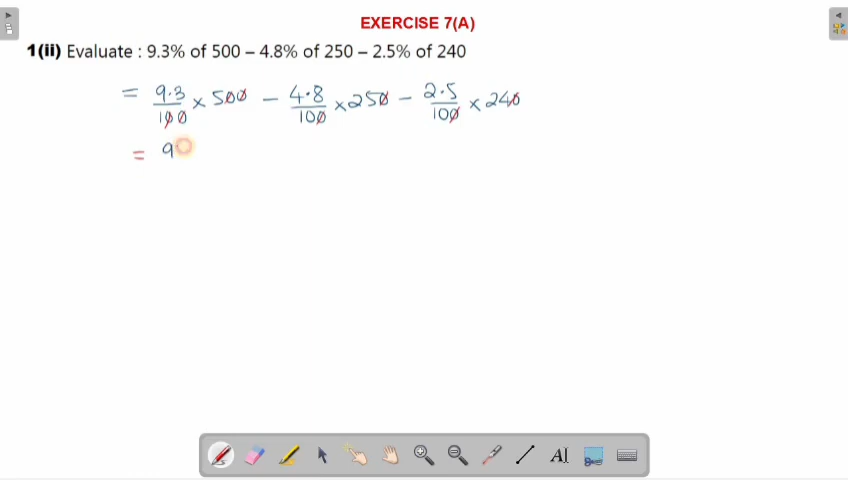 EXERCISE 7(A)
1(ii) Evaluate : 9.3% of 500 – 4.8% of 250 – 2.5% of 240
= 9.3/100 × 500 – 4.8/100 × 250 – 2.5/100 × 240
= 9
AI